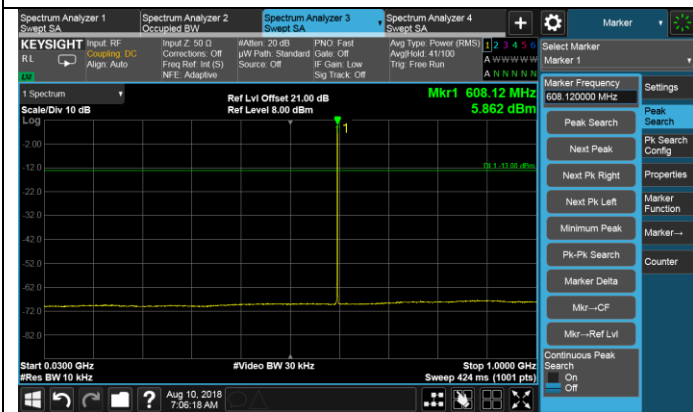 Spectrum Analyzer 1
Swept SA
Spectrum Analyzer 2
Occupied BW
Spectrum Analyzer 3
Swept SA
Spectrum Analyzer 4
Swept SA
+
Marker
KEYSIGHT
RL
LW
Input: RF
Coupling: DC
Align: Auto
Input Z: 50 Ω
Corrections: Off
Freq Ref: Int (S)
NFE: Adaptive
#Atten: 20 dB
µW Path: Standard
Source: Off
PNO: Fast
Gate: Off
IF Gain: Low
Sig Track: Off
Avg Type: Power (RMS)
Avg|Hold: 41/100
Trig: Free Run
1 2 3 4 5 6
A W W W W W
A N N N N N
Select Marker
Marker 1
1 Spectrum
Scale/Div 10 dB
Log
Ref Lvl Offset 21.00 dB
Ref Level 8.00 dBm
Mkr1 608.12 MHz
5.862 dBm
1
DL1 -13.00 dBm
-2.00
-12.0
-22.0
-32.0
-42.0
-52.0
-62.0
-72.0
-82.0
Start 0.0300 GHz
#Res BW 10 kHz
#Video BW 30 kHz
Stop 1.0000 GHz
Sweep 424 ms (1001 pts)
Marker Frequency
608.120000 MHz
Peak Search
Next Peak
Next Pk Right
Next Pk Left
Minimum Peak
Pk-Pk Search
Marker Delta
Mkr→CF
Mkr→Ref Lvl
Continuous Peak
Search
On
Off
Settings
Peak
Search
Pk Search
Config
Properties
Marker
Function
Marker→
Counter
?
Aug 10, 2018
7:06:18 AM